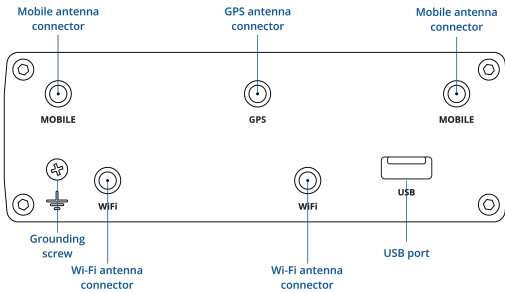 Mobile antenna
connector
GPS antenna
connector
Mobile antenna
connector
MOBILE
GPS
MOBILE
WiFi
WiFi
USB
Grounding
screw
Wi-Fi antenna
connector
Wi-Fi antenna
connector
USB port